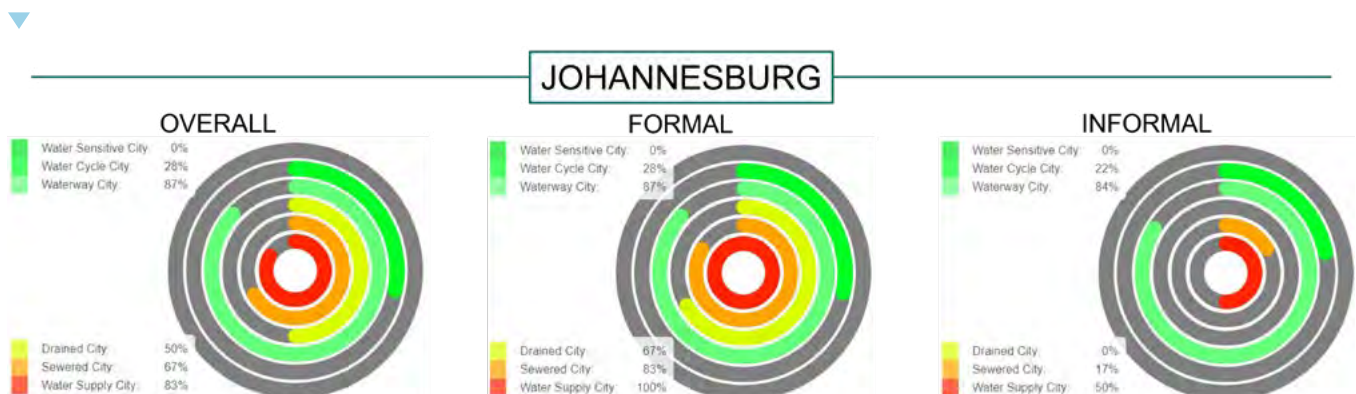 JOHANNESBURG
OVERALL
Water Sensitive City: 0%
Water Cycle City: 28%
Waterway City: 87%
Drained City: 50%
Sewered City: 67%
Water Supply City: 83%
FORMAL
Water Sensitive City: 0%
Water Cycle City: 28%
Waterway City: 87%
Drained City: 67%
Sewered City: 83%
Water Supply City: 100%
INFORMAL
Water Sensitive City: 0%
Water Cycle City: 22%
Waterway City: 84%
Drained City: 0%
Sewered City: 17%
Water Supply City: 50%